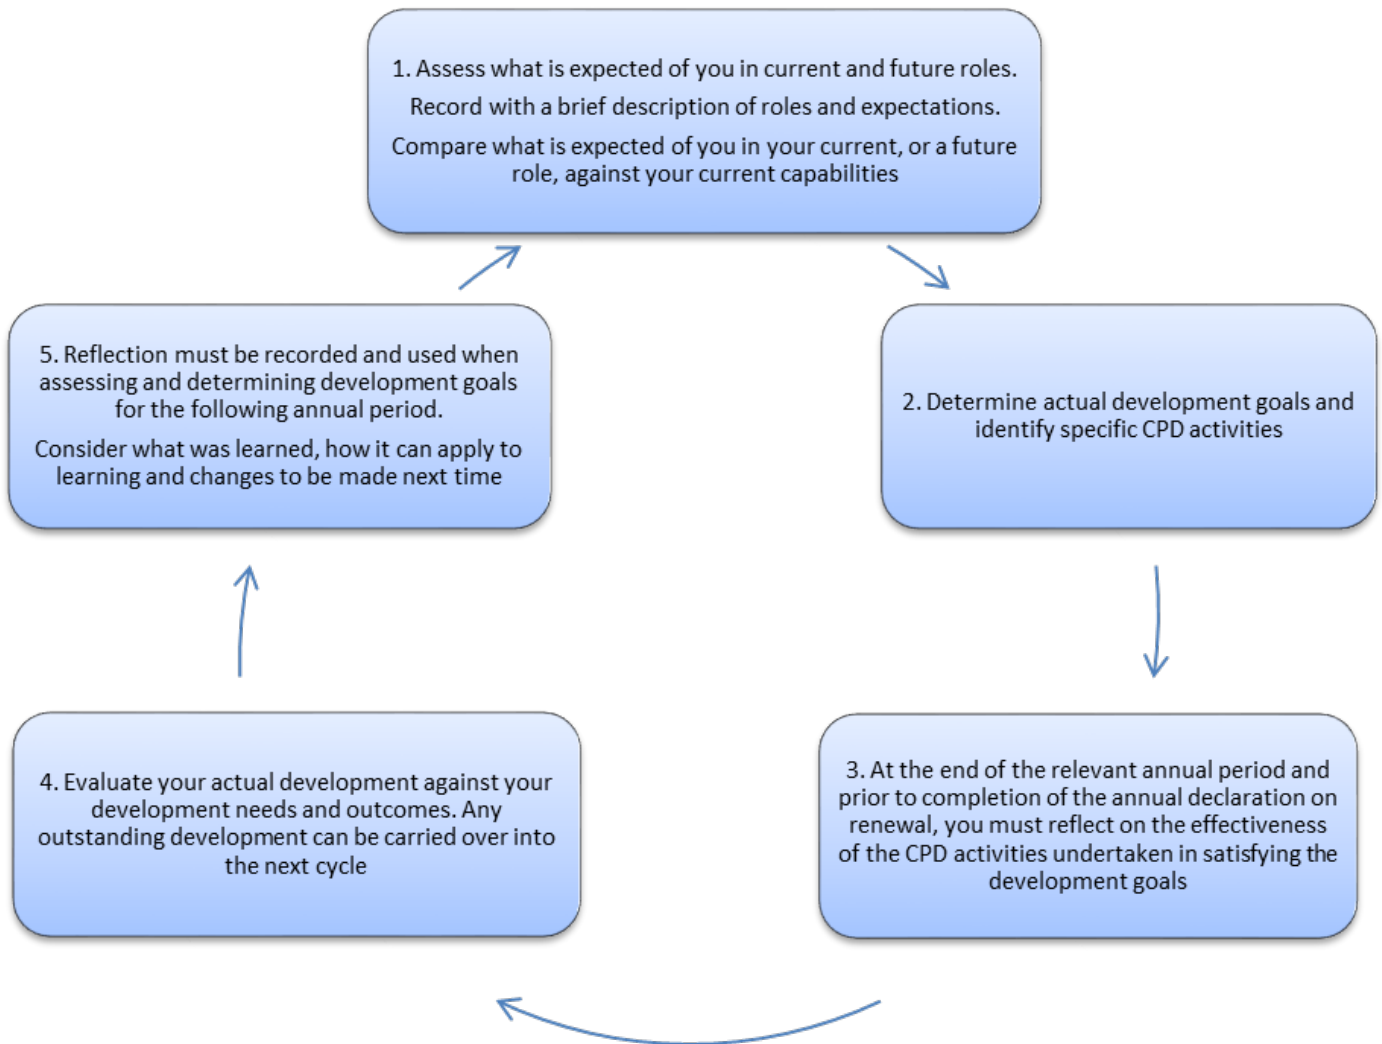 1. Assess what is expected of you in current and future roles.
Record with a brief description of roles and expectations.
Compare what is expected of you in your current, or a future
role, against your current capabilities
2. Determine actual development goals and
identify specific CPD activities
3. At the end of the relevant annual period and
prior to completion of the annual declaration on
renewal, you must reflect on the effectiveness
of the CPD activities undertaken in satisfying the
development goals
4. Evaluate your actual development against your
development needs and outcomes. Any
outstanding development can be carried over into
the next cycle
5. Reflection must be recorded and used when
assessing and determining development goals
for the following annual period.
Consider what was learned, how it can apply to
learning and changes to be made next time